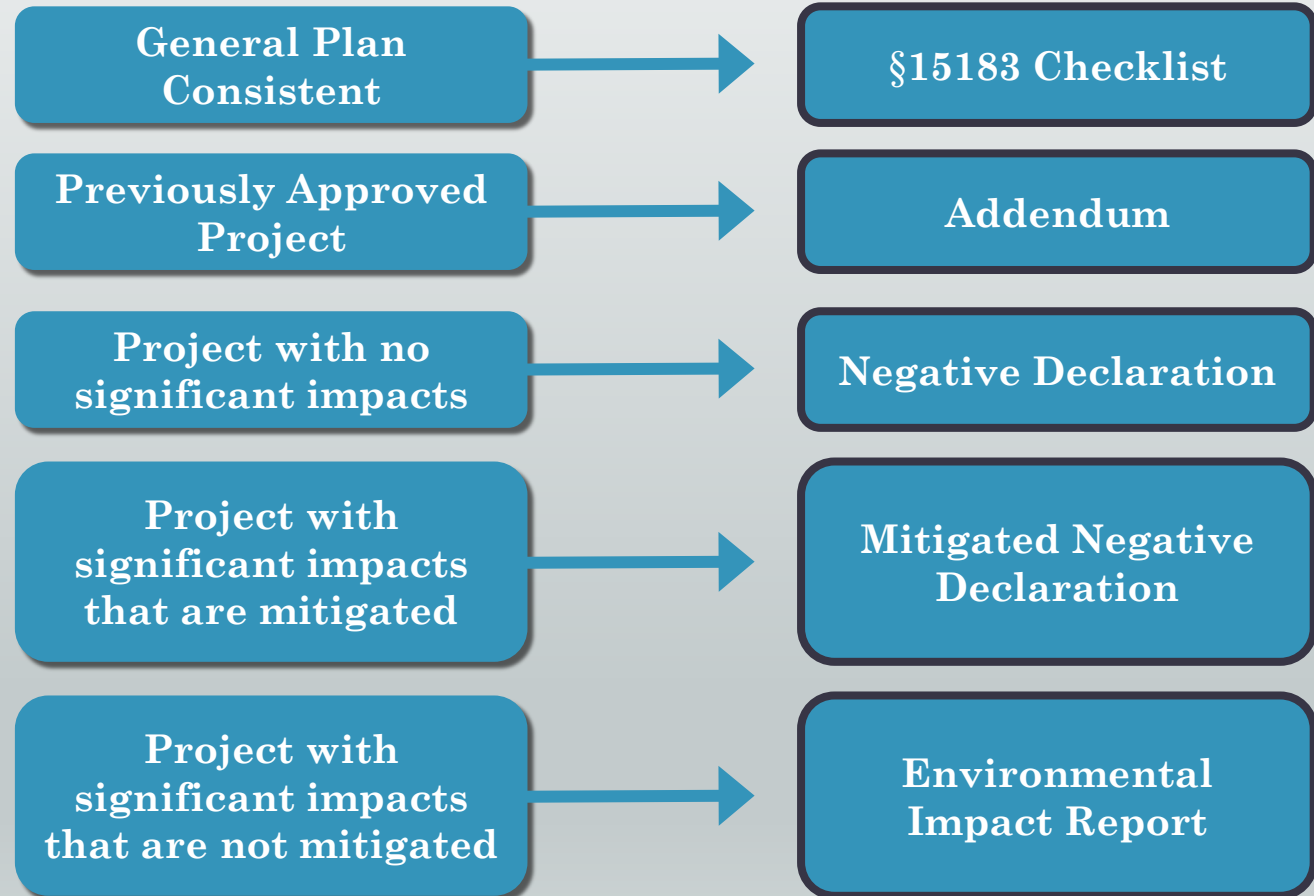 General Plan
Consistent
§15183 Checklist
Previously Approved
Project
Addendum
Project with no
significant impacts
Negative Declaration
Project with
significant impacts
that are mitigated
Mitigated Negative
Declaration
Project with
significant impacts
that are not mitigated
Environmental
Impact Report